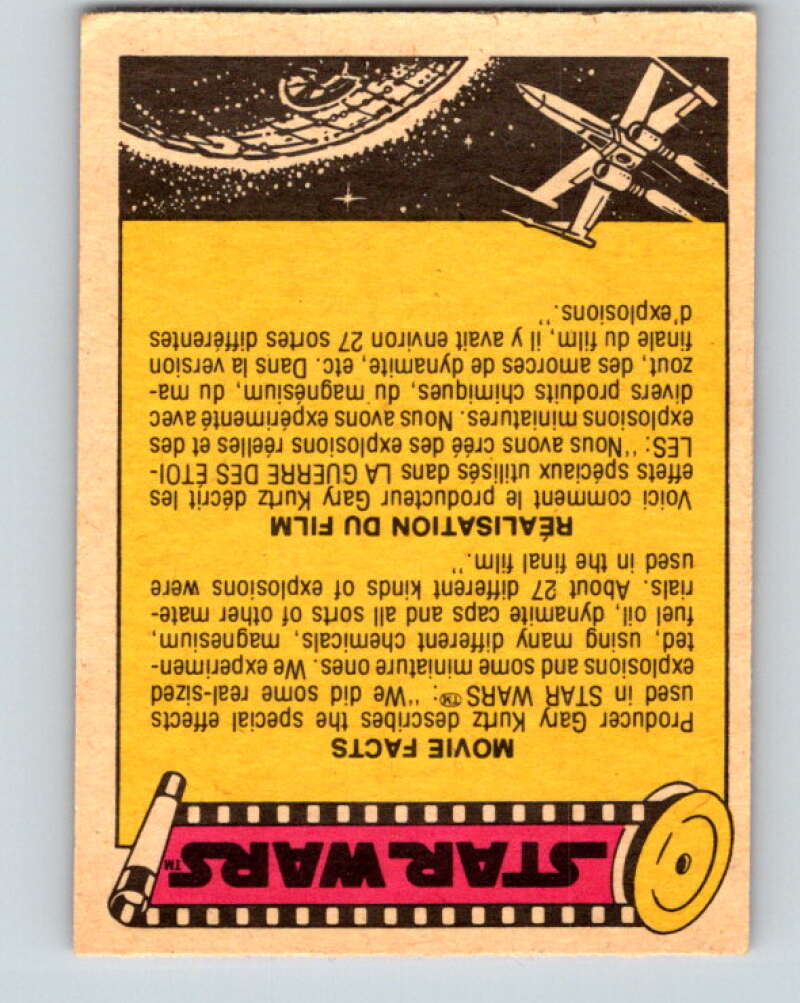 STAR WARS™
MOVIE FACTS
Producer Gary Kurtz describes the special effects
used in STAR WARS™: "We did some real-sized
explosions and some miniature ones. We experimen-
ted, using many different chemicals, magnesium,
fuel oil, dynamite caps and all sorts of other mate-
rials. About 27 different kinds of explosions were
used in the final film."
RÉALISATION DU FILM
Voici comment le producteur Gary Kurtz décrit les
effets spéciaux utilisés dans LA GUERRE DES ÉTOI-
LES: "Nous avons créé des explosions réelles et des
explosions miniatures. Nous avons expérimenté avec
divers produits chimiques, du magnésium, du ma-
zout, des amorces de dynamite, etc. Dans la version
finale du film, il y avait environ 27 sortes différentes
d'explosions."